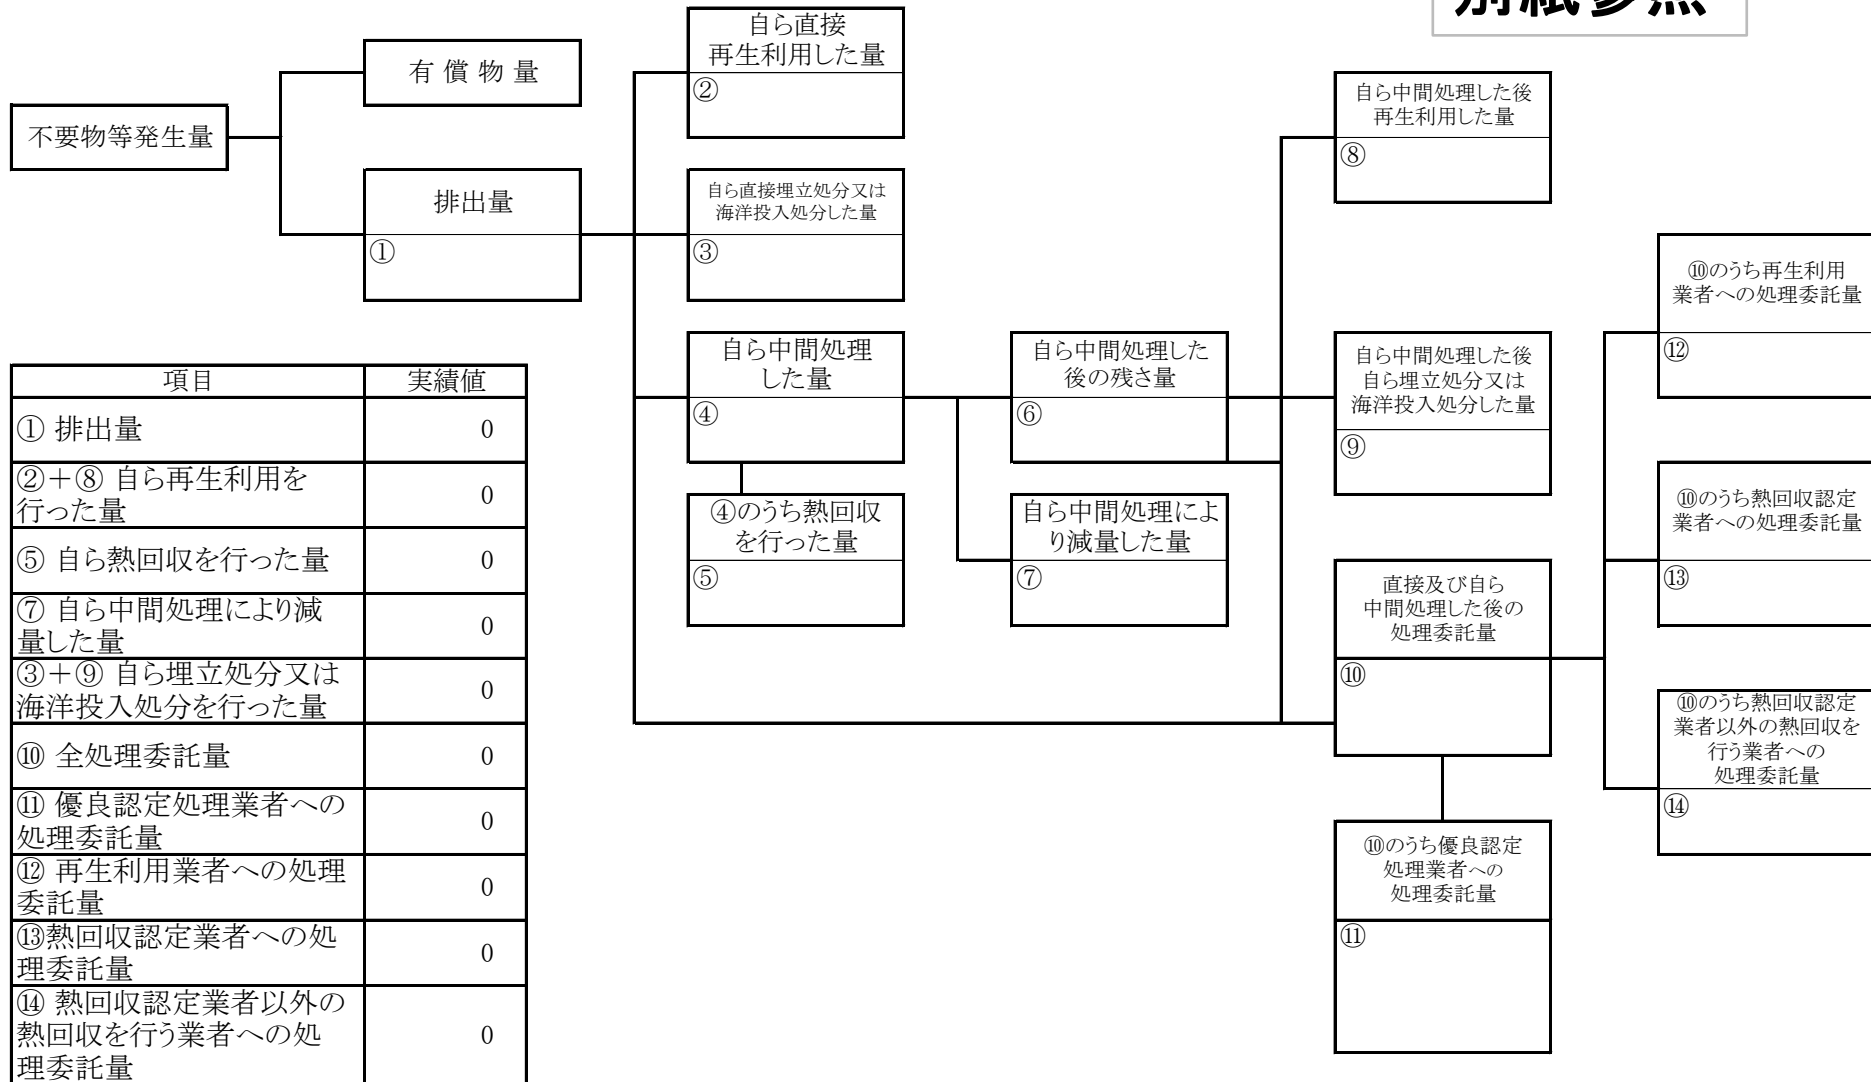 別紙参照
不要物等発生量
有償物量
排出量
①
自ら直接
再生利用した量
②
自ら直接埋立処分又は
海洋投入処分した量
③
自ら中間処理
した量
④
④のうち熱回収
を行った量
⑤
自ら中間処理した
後の残さ量
⑥
自ら中間処理によ
り減量した量
⑦
自ら中間処理した後
再生利用した量
⑧
自ら中間処理した後
自ら埋立処分又は
海洋投入処分した量
⑨
直接及び自ら
中間処理した後の
処理委託量
⑩
⑩のうち優良認定
処理業者への
処理委託量
⑪
⑩のうち再生利用
業者への処理委託量
⑫
⑩のうち熱回収認定
業者への処理委託量
⑬
⑩のうち熱回収認定
業者以外の熱回収を
行う業者への
処理委託量
⑭
項目 実績値
① 排出量 0
②+⑧ 自ら再生利用を
行った量 0
⑤ 自ら熱回収を行った量 0
⑦ 自ら中間処理により減
量した量 0
③+⑨ 自ら埋立処分又は
海洋投入処分を行った量 0
⑩ 全処理委託量 0
⑪ 優良認定処理業者への
処理委託量 0
⑫ 再生利用業者への処理
委託量 0
⑬熱回収認定業者への処
理委託量 0
⑭ 熱回収認定業者以外の
熱回収を行う業者への処
理委託量 0